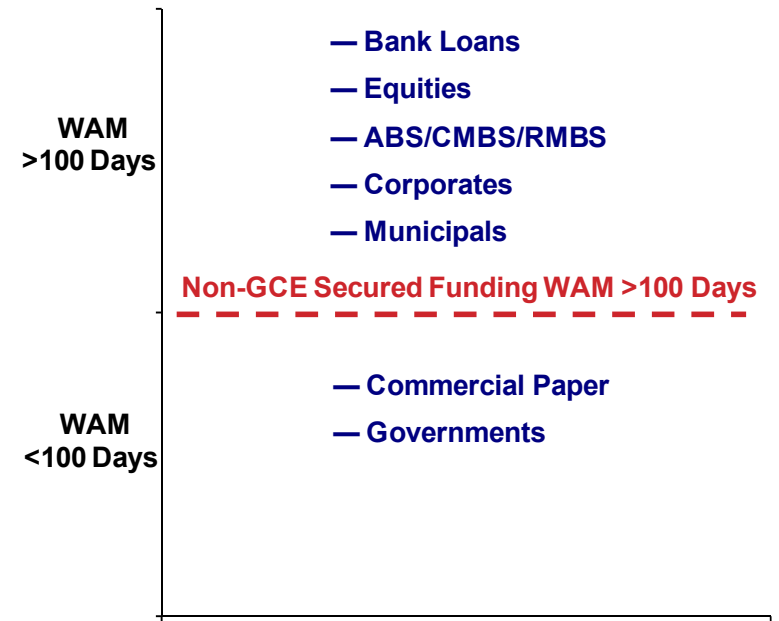 — Bank Loans
— Equities
WAM
>100 Days
— ABS/CMBS/RMBS
— Corporates
— Municipals
Non-GCE Secured Funding WAM >100 Days
— Commercial Paper
WAM
<100 Days
— Governments